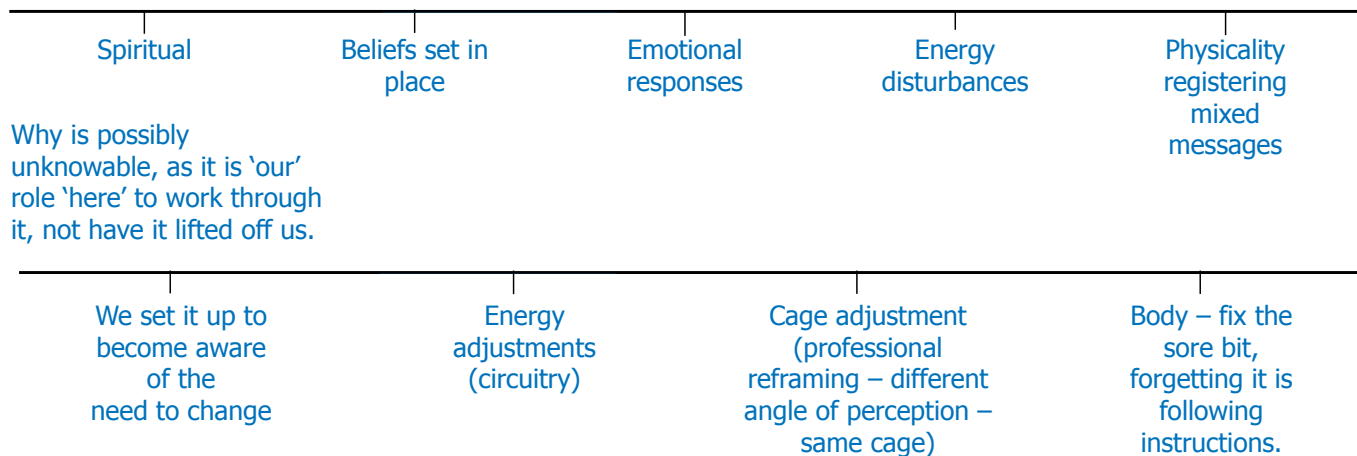 Spiritual
Beliefs set in
place
Emotional
responses
Energy
disturbances
Physicality
registering
mixed
messages
Why is possibly
unknowable, as it is ‘our’
role ‘here’ to work through
it, not have it lifted off us.
We set it up to
become aware
of the
need to change
Energy
adjustments
(circuitry)
Cage adjustment
(professional
reframing – different
angle of perception –
same cage)
Body – fix the
sore bit,
forgetting it is
following
instructions.